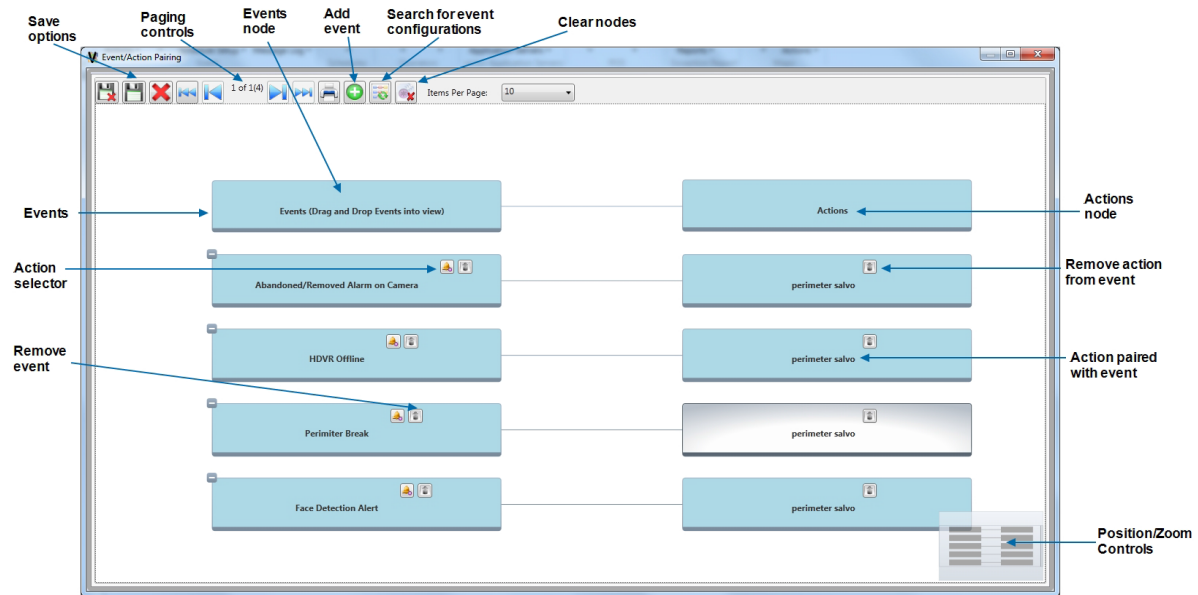 Save
options
Paging
controls
Events
node
Add
event
Search for event
configurations
Clear nodes
Event/Action Pairing
1 of 1(4)
Items Per Page:
10
Events
Events (Drag and Drop Events into view)
Actions
Actions
node
Action
selector
Abandoned/Removed Alarm on Camera
perimeter salvo
Remove action
from event
Remove
event
HDVR Offline
perimeter salvo
Action paired
with event
Perimiter Break
perimeter salvo
Face Detection Alert
perimeter salvo
Position/Zoom
Controls